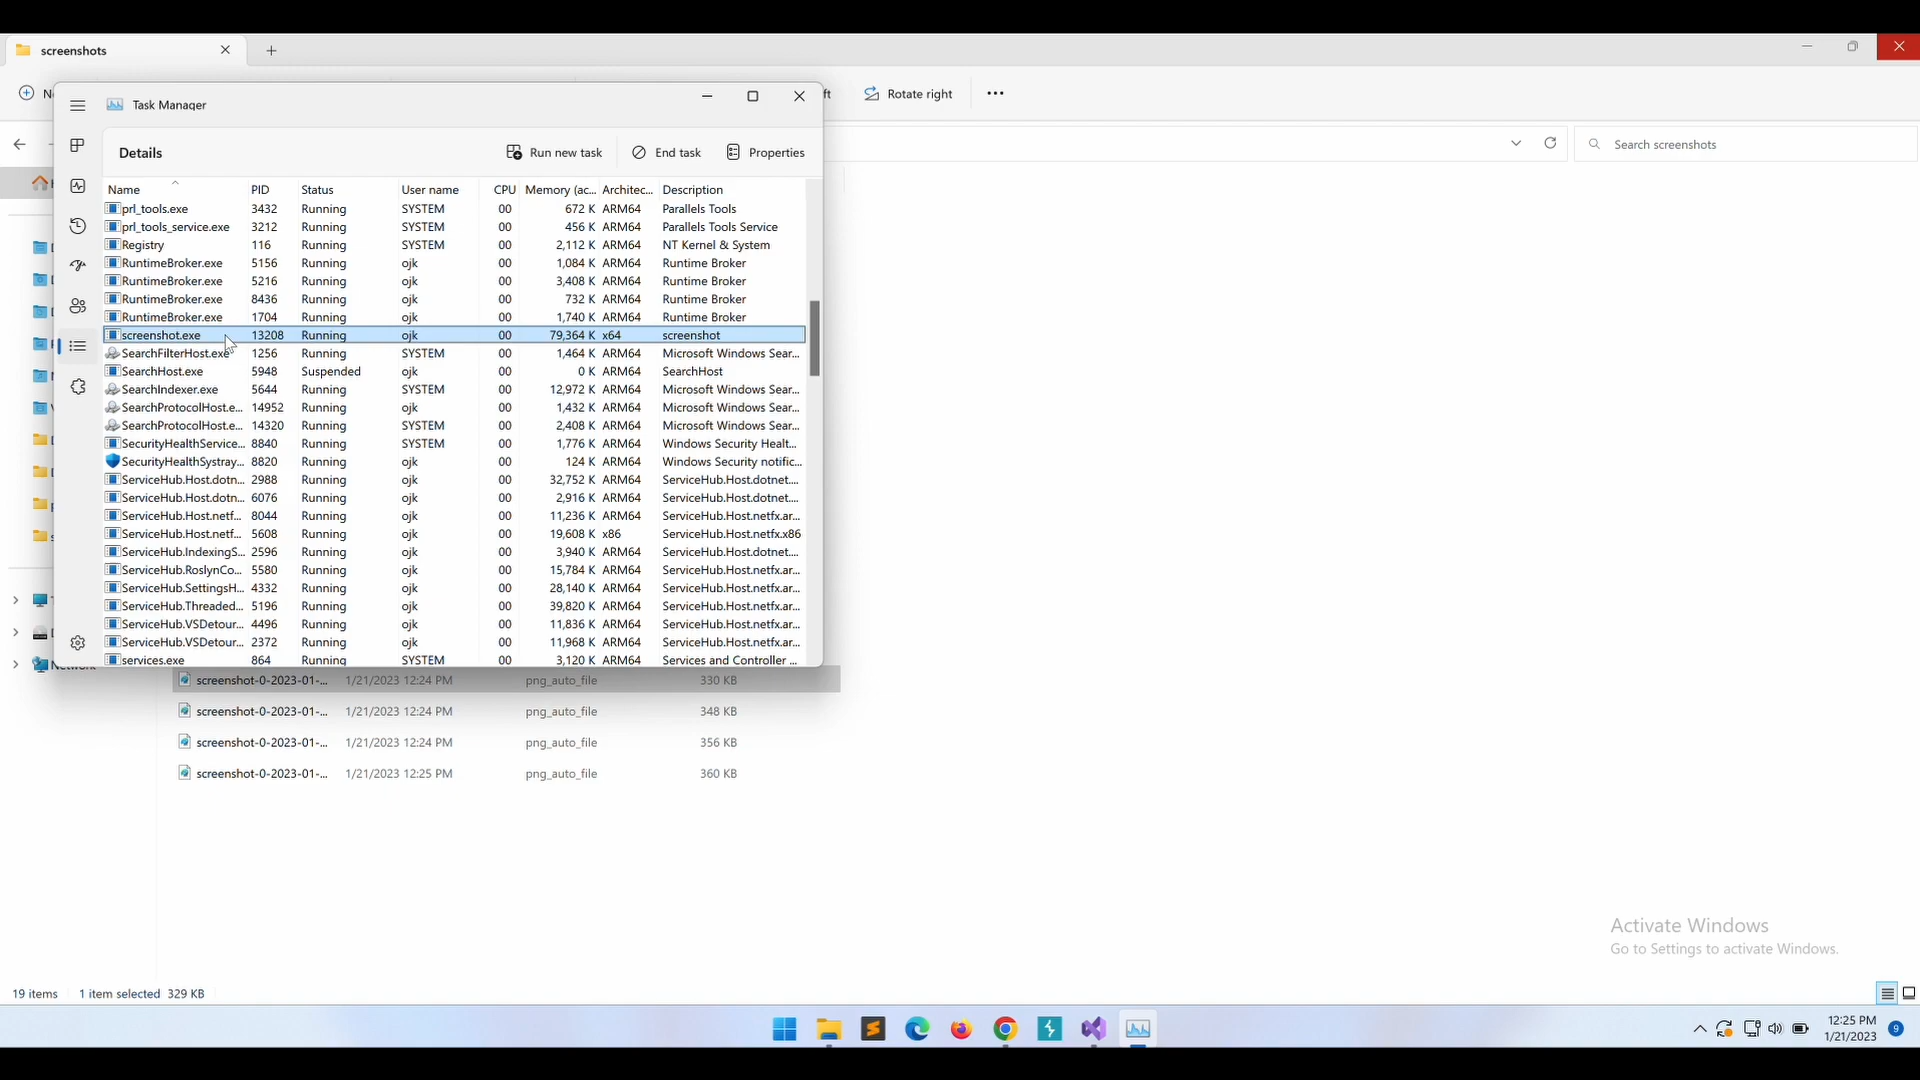 screenshots
Task Manager
Rotate right
Details
Run new task
End task
Properties
Search screenshots
Name PID Status User name CPU Memory (ac... Architec... Description
prl_tools.exe 3432 Running SYSTEM 00 672 K ARM64 Parallels Tools
prl_tools_service.exe 3212 Running SYSTEM 00 456 K ARM64 Parallels Tools Service
Registry 116 Running SYSTEM 00 2,112 K ARM64 NT Kernel & System
RuntimeBroker.exe 5156 Running ojk 00 1,084 K ARM64 Runtime Broker
RuntimeBroker.exe 5216 Running ojk 00 3,408 K ARM64 Runtime Broker
RuntimeBroker.exe 8436 Running ojk 00 732 K ARM64 Runtime Broker
RuntimeBroker.exe 1704 Running ojk 00 1,740 K ARM64 Runtime Broker
screenshot.exe 13208 Running ojk 00 79,364 K x64 screenshot
SearchFilterHost.exe 1256 Running SYSTEM 00 1,464 K ARM64 Microsoft Windows Sear...
SearchHost.exe 5948 Suspended ojk 00 0 K ARM64 SearchHost
SearchIndexer.exe 5644 Running SYSTEM 00 12,972 K ARM64 Microsoft Windows Sear...
SearchProtocolHost.e... 14952 Running ojk 00 1,432 K ARM64 Microsoft Windows Sear...
SearchProtocolHost.e... 14320 Running SYSTEM 00 2,408 K ARM64 Microsoft Windows Sear...
SecurityHealthService... 8840 Running SYSTEM 00 1,776 K ARM64 Windows Security Healt...
SecurityHealthSystray... 8820 Running ojk 00 124 K ARM64 Windows Security notific...
ServiceHub.Host.dotn... 2988 Running ojk 00 32,752 K ARM64 ServiceHub.Host.dotnet....
ServiceHub.Host.dotn... 6076 Running ojk 00 2,916 K ARM64 ServiceHub.Host.dotnet....
ServiceHub.Host.netf... 8044 Running ojk 00 11,236 K ARM64 ServiceHub.Host.netfx.ar...
ServiceHub.Host.netf... 5608 Running ojk 00 19,608 K x86 ServiceHub.Host.netfx.x86
ServiceHub.IndexingS... 2596 Running ojk 00 3,940 K ARM64 ServiceHub.Host.dotnet....
ServiceHub.RoslynCo... 5580 Running ojk 00 15,784 K ARM64 ServiceHub.Host.netfx.ar...
ServiceHub.SettingsH... 4332 Running ojk 00 28,140 K ARM64 ServiceHub.Host.netfx.ar...
ServiceHub.Threaded... 5196 Running ojk 00 39,820 K ARM64 ServiceHub.Host.netfx.ar...
ServiceHub.VSDetour... 4496 Running ojk 00 11,836 K ARM64 ServiceHub.Host.netfx.ar...
ServiceHub.VSDetour... 2372 Running ojk 00 11,968 K ARM64 ServiceHub.Host.netfx.ar...
services.exe 864 Running SYSTEM 00 3,120 K ARM64 Services and Controller ...
screenshot-0-2023-01-... 1/21/2023 12:24 PM png_auto_file 330 KB
screenshot-0-2023-01-... 1/21/2023 12:24 PM png_auto_file 348 KB
screenshot-0-2023-01-... 1/21/2023 12:24 PM png_auto_file 356 KB
screenshot-0-2023-01-... 1/21/2023 12:25 PM png_auto_file 360 KB
Activate Windows
Go to Settings to activate Windows.
19 items 1 item selected 329 KB
12:25 PM
1/21/2023
9